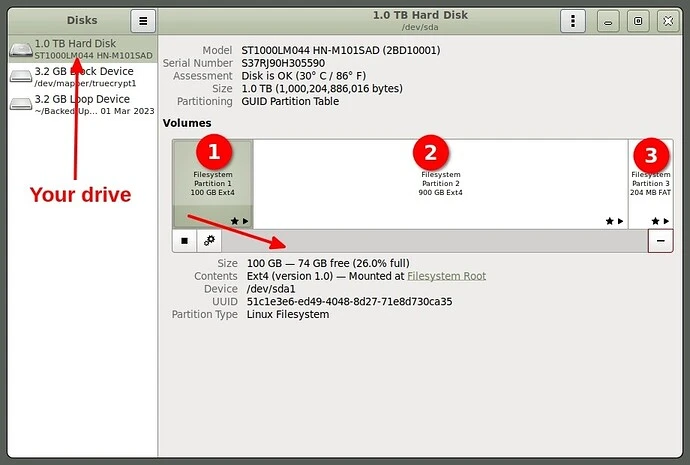 Disks
1.0 TB Hard Disk
/dev/sda
1.0 TB Hard Disk
ST1000LM044 HN-M101SAD
3.2 GB Block Device
/dev/mapper/truecrypt1
3.2 GB Loop Device
~/Backed-Up... 01 Mar 2023
Your drive
Model ST1000LM044 HN-M101SAD (2BD10001)
Serial Number S37RJ90H305590
Assessment Disk is OK (30° C / 86° F)
Size 1.0 TB (1,000,204,886,016 bytes)
Partitioning GUID Partition Table
Volumes
1
Filesystem
Partition 1
100 GB Ext4
2
Filesystem
Partition 2
900 GB Ext4
3
Filesystem
Partition 3
204 MB FAT
Size 100 GB — 74 GB free (26.0% full)
Contents Ext4 (version 1.0) — Mounted at Filesystem Root
Device /dev/sda1
UUID 51c1e3e6-ed49-4048-8d27-71e8d730ca35
Partition Type Linux Filesystem